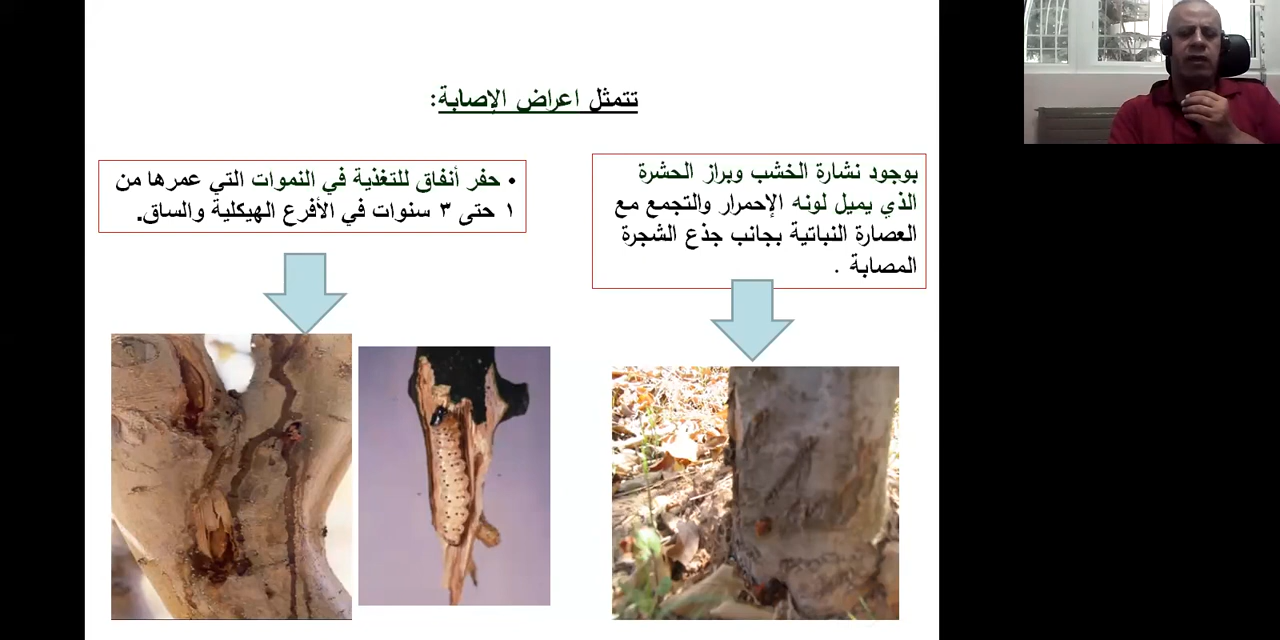 تتمثل اعراض الإصابة:
بوجود نشارة الخشب وبراز الحشرة
الذي يميل لونه الإحمرار والتجمع مع
العصارة النباتية بجانب جذع الشجرة
المصابة .
• حفر أنفاق للتغذية في النموات التي عمرها من
١ حتى ٣ سنوات في الأفرع الهيكلية والساق.